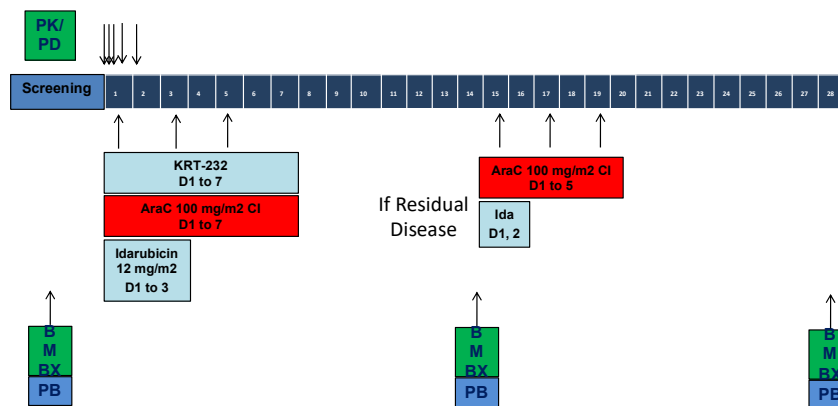 PK/
PD
Screening 1 2 3 4 5 6 7 8 9 10 11 12 13 14 15 16 17 18 19 20 21 22 23 24 25 26 27 28
KRT-232
D1 to 7
AraC 100 mg/m2 CI
D1 to 7
Idarubicin
12 mg/m2
D1 to 3
If Residual
Disease
AraC 100 mg/m2 CI
D1 to 5
Ida
D1, 2
B
M
BX
PB
B
M
BX
PB
B
M
BX
PB